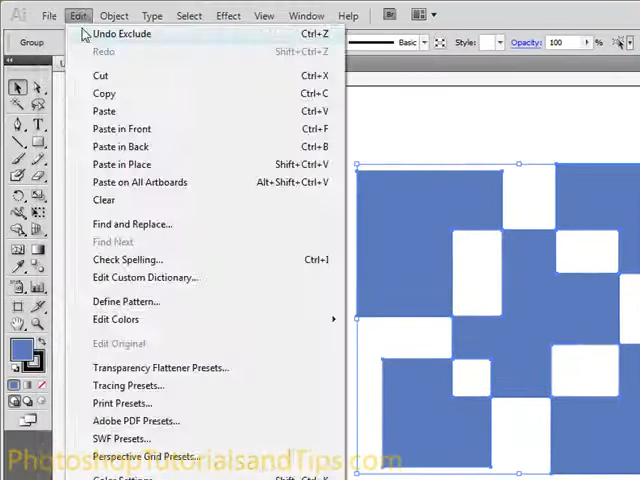 Ai File Edit Object Type Select Effect View Window Help Br
Group Basic Style: Opacity: 100 %
Undo Exclude Ctrl+Z
Redo Shift+Ctrl+Z
Cut Ctrl+X
Copy Ctrl+C
Paste Ctrl+V
Paste in Front Ctrl+F
Paste in Back Ctrl+B
Paste in Place Shift+Ctrl+V
Paste on All Artboards Alt+Shift+Ctrl+V
Clear
Find and Replace...
Find Next
Check Spelling... Ctrl+I
Edit Custom Dictionary...
Define Pattern...
Edit Colors
Edit Original
Transparency Flattener Presets...
Tracing Presets...
Print Presets...
Adobe PDF Presets...
SWF Presets...
Perspective Grid Presets...
PhotoshopTutorialsandTips.com